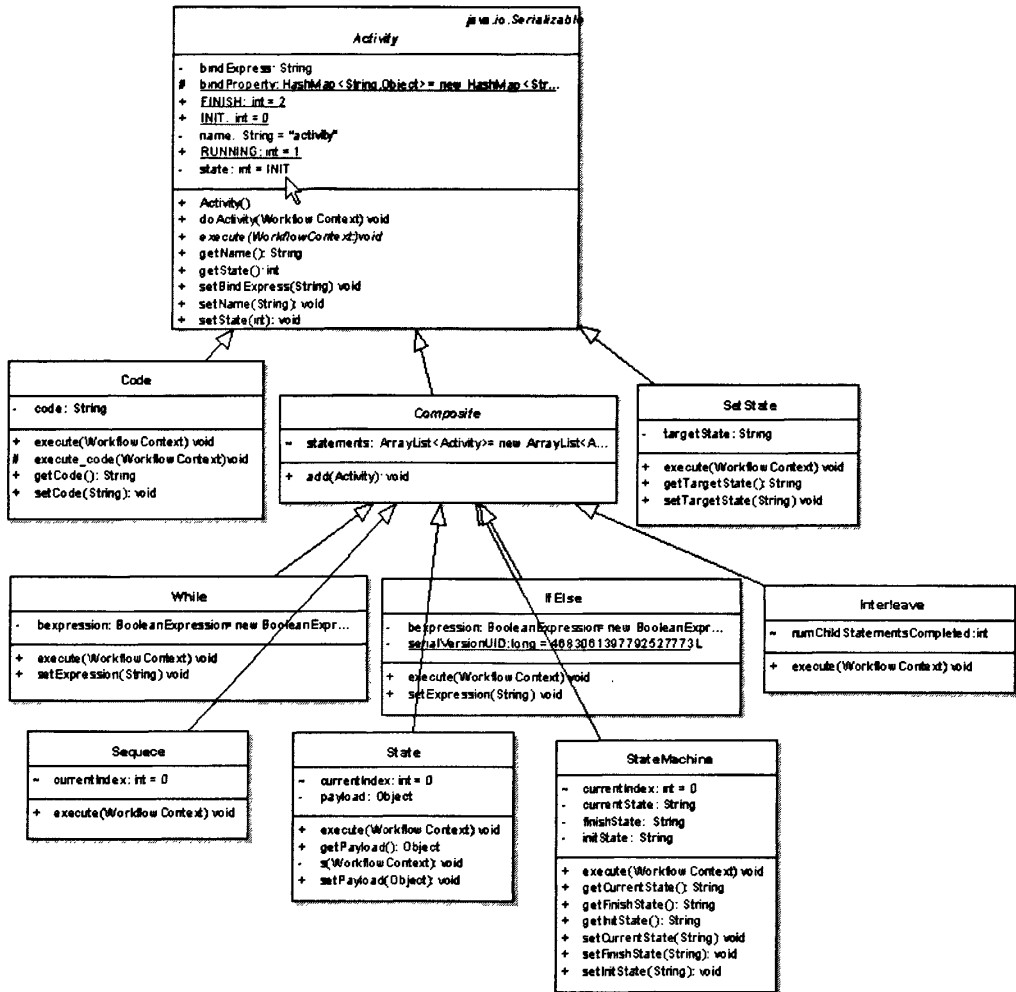 java.io.Serializable
Activity
- bindExpress: String
# bindProperty: HashMap<String,Object>= new HashMap<Str...
+ FINISH: int = 2
+ INIT: int = 0
- name: String = "activity"
+ RUNNING: int = 1
- state: int = INIT
+ Activity()
+ doActivity(WorkflowContext) void
+ execute(WorkflowContext) void
+ getName(): String
+ getState(): int
+ setBindExpress(String) void
+ setName(String): void
+ setState(int): void
Code
- code: String
+ execute(WorkflowContext) void
# execute_code(WorkflowContext)void
+ getCode(): String
+ setCode(String): void
Composite
~ statements: ArrayList<Activity>= new ArrayList<A...
+ add(Activity): void
SetState
- targetState: String
+ execute(WorkflowContext) void
+ getTargetState(): String
+ setTargetState(String) void
While
- bexpression: BooleanExpression= new BooleanExpr...
+ execute(WorkflowContext) void
+ setExpression(String) void
IfElse
- bexpression: BooleanExpression= new BooleanExpr...
- serialVersionUID: long = 4683061397792527773L
+ execute(WorkflowContext) void
+ setExpression(String) void
Interleave
~ numChildStatementsCompleted: int
+ execute(WorkflowContext) void
Sequece
~ currentIndex: int = 0
+ execute(WorkflowContext) void
State
~ currentIndex: int = 0
- payload: Object
+ execute(WorkflowContext) void
+ getPayload(): Object
- s(WorkflowContext): void
+ setPayload(Object): void
StateMachine
~ currentIndex: int = 0
- currentState: String
- finishState: String
- initState: String
+ execute(WorkflowContext) void
+ getCurrentState(): String
+ getFinishState(): String
+ getInitState(): String
+ setCurrentState(String) void
+ setFinishState(String): void
+ setInitState(String): void